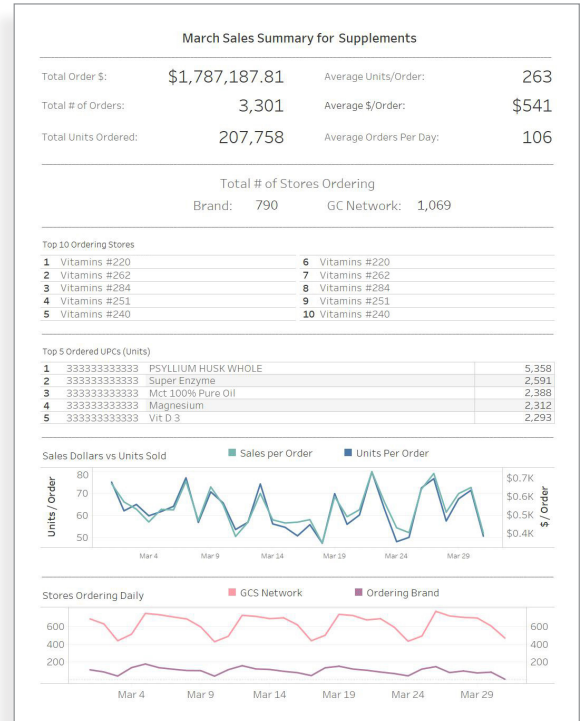 March Sales Summary for Supplements
Total Order $: $1,787,187.81 Average Units/Order: 263
Total # of Orders: 3,301 Average $/Order: $541
Total Units Ordered: 207,758 Average Orders Per Day: 106
Total # of Stores Ordering
Brand: 790 GC Network: 1,069
Top 10 Ordering Stores
1 Vitamins #220 6 Vitamins #220
2 Vitamins #262 7 Vitamins #262
3 Vitamins #284 8 Vitamins #284
4 Vitamins #251 9 Vitamins #251
5 Vitamins #240 10 Vitamins #240
Top 5 Ordered UPCs (Units)
1 333333333333 PSYLLIUM HUSK WHOLE 5,358
2 333333333333 Super Enzyme 2,591
3 333333333333 Mct 100% Pure Oil 2,388
4 333333333333 Magnesium 2,312
5 333333333333 Vit D 3 2,293
Sales Dollars vs Units Sold Sales per Order Units Per Order
Units / Order
80
70
60
50
$0.7K
$0.6K
$0.5K
$0.4K
$ / Order
Mar 4 Mar 9 Mar 14 Mar 19 Mar 24 Mar 29
Stores Ordering Daily GCS Network Ordering Brand
600 600
400 400
200 200
Mar 4 Mar 9 Mar 14 Mar 19 Mar 24 Mar 29